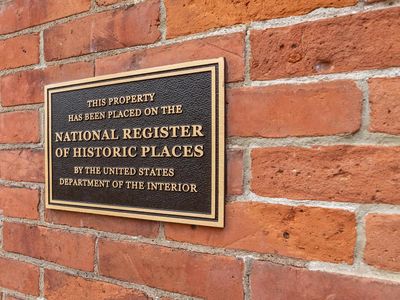 THIS PROPERTY
HAS BEEN PLACED ON THE
NATIONAL REGISTER
OF HISTORIC PLACES
BY THE UNITED STATES
DEPARTMENT OF THE INTERIOR